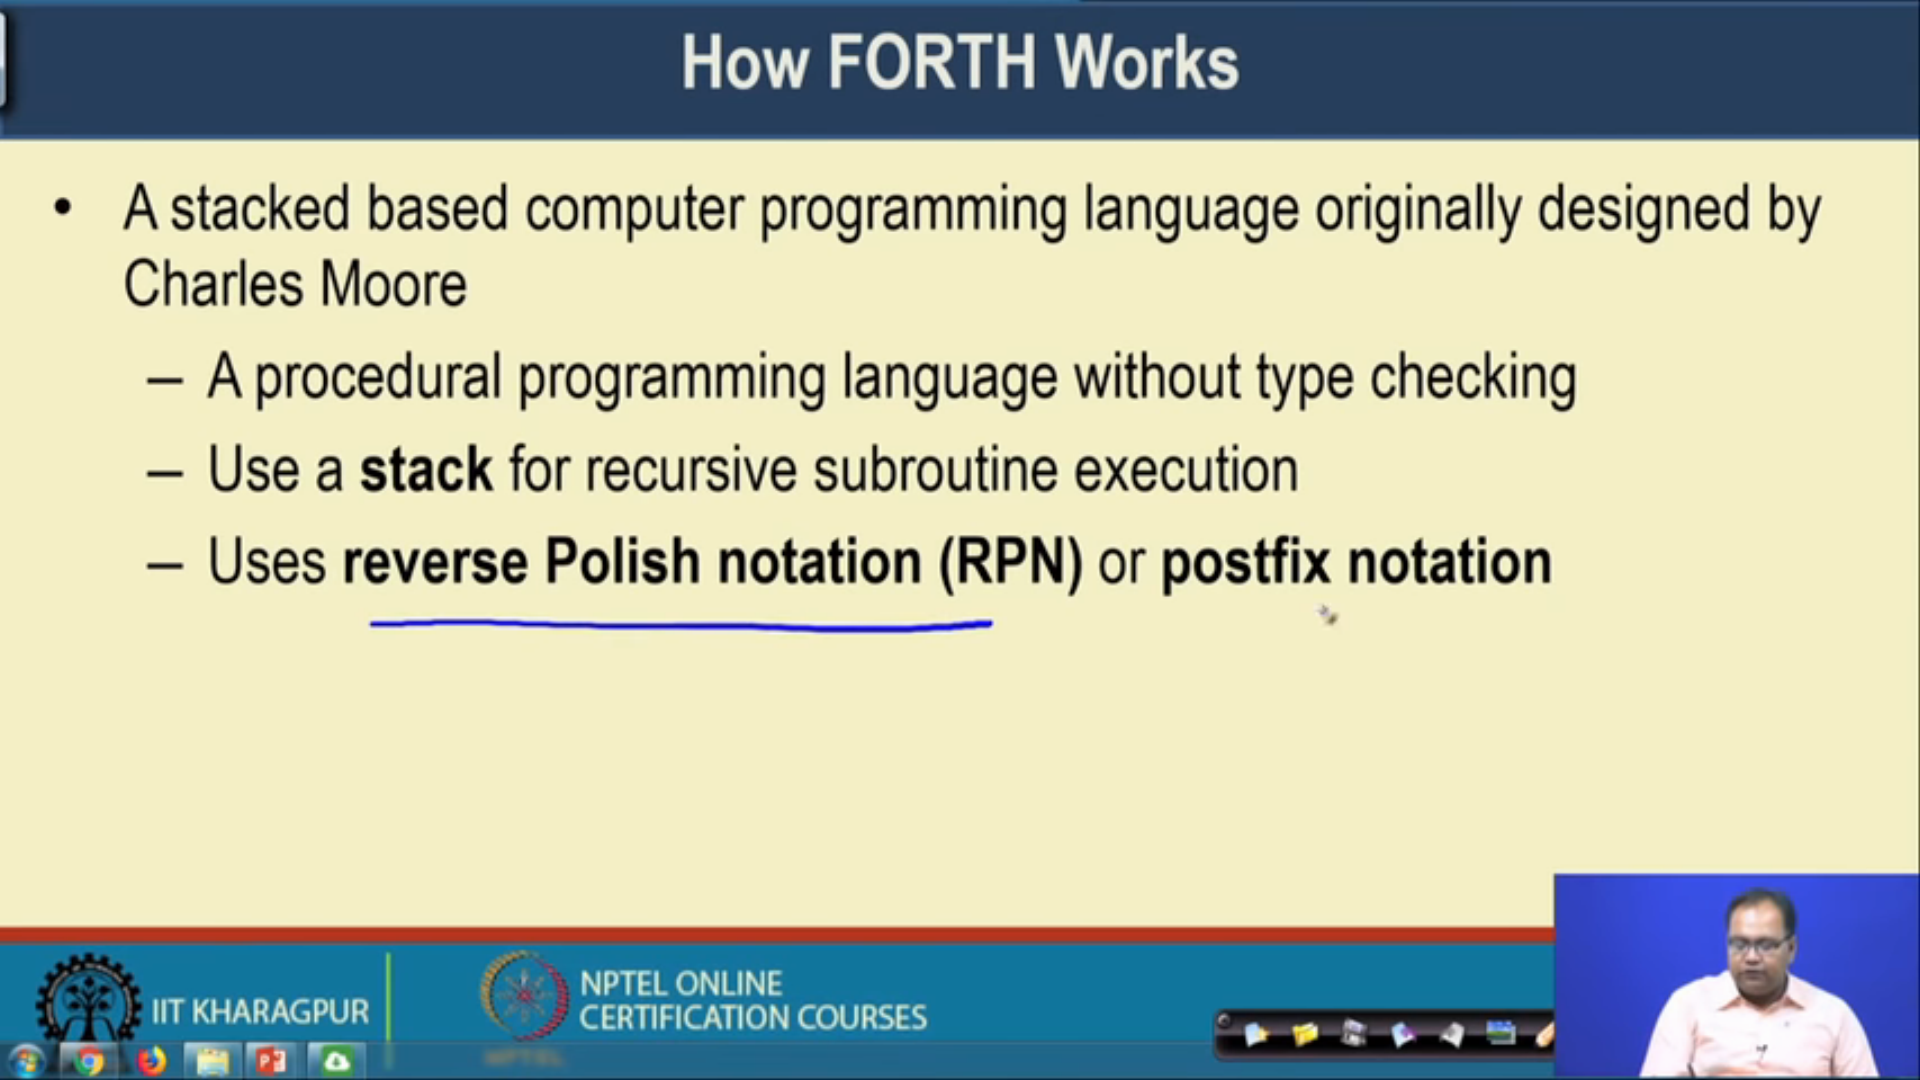 How FORTH Works
• A stacked based computer programming language originally designed by
Charles Moore
– A procedural programming language without type checking
– Use a stack for recursive subroutine execution
– Uses reverse Polish notation (RPN) or postfix notation
IIT KHARAGPUR
NPTEL ONLINE
CERTIFICATION COURSES
NPTEL